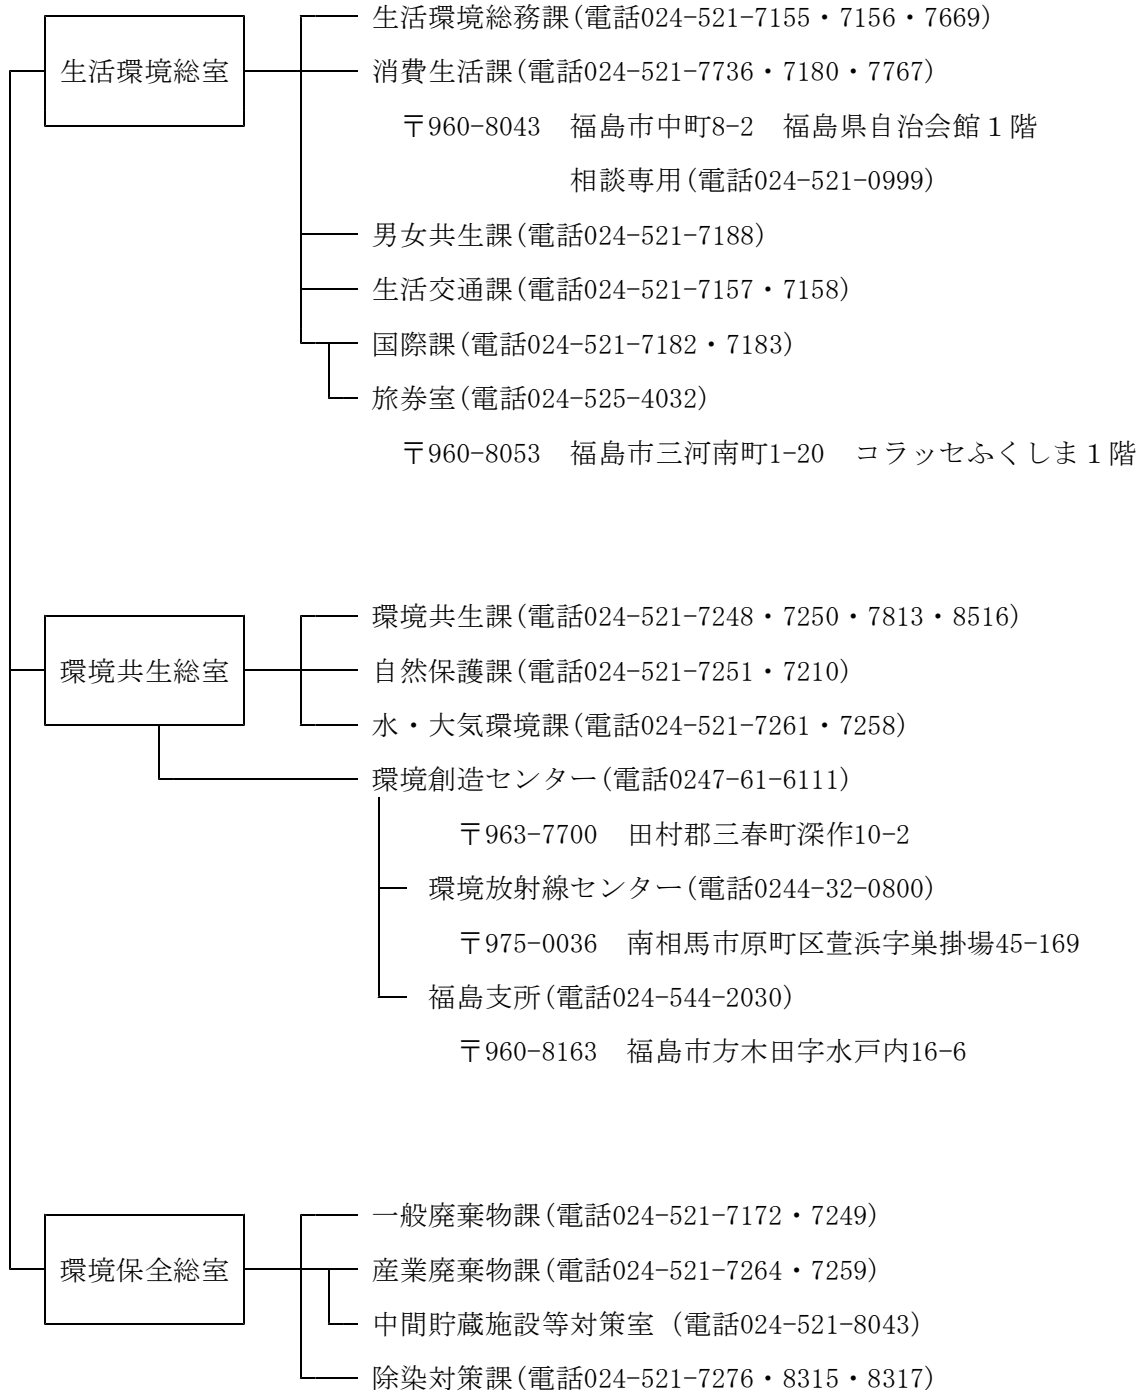 生活環境総務課(電話024-521-7155・7156・7669)
生活環境総室
消費生活課(電話024-521-7736・7180・7767)
〒960-8043　福島市中町8-2　福島県自治会館１階
相談専用(電話024-521-0999)
男女共生課(電話024-521-7188)
生活交通課(電話024-521-7157・7158)
国際課(電話024-521-7182・7183)
旅券室(電話024-525-4032)
〒960-8053　福島市三河南町1-20　コラッセふくしま１階
環境共生課(電話024-521-7248・7250・7813・8516)
環境共生総室
自然保護課(電話024-521-7251・7210)
水・大気環境課(電話024-521-7261・7258)
環境創造センター(電話0247-61-6111)
〒963-7700　田村郡三春町深作10-2
環境放射線センター(電話0244-32-0800)
〒975-0036　南相馬市原町区萱浜字巣掛場45-169
福島支所(電話024-544-2030)
〒960-8163　福島市方木田字水戸内16-6
一般廃棄物課(電話024-521-7172・7249)
環境保全総室
産業廃棄物課(電話024-521-7264・7259)
中間貯蔵施設等対策室 (電話024-521-8043)
除染対策課(電話024-521-7276・8315・8317)